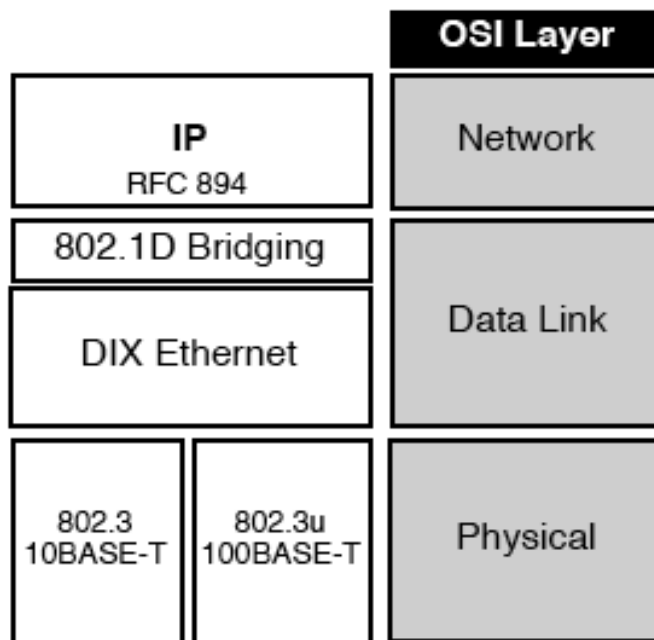 OSI Layer
IP
RFC 894
Network
802.1D Bridging
DIX Ethernet
Data Link
802.3
10BASE-T
802.3u
100BASE-T
Physical